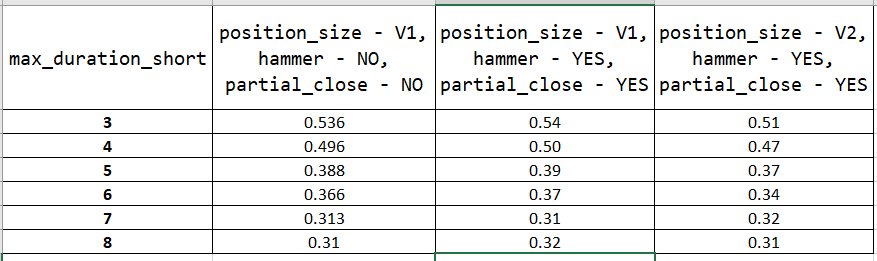 max_duration_short
position_size - V1,
hammer - NO,
partial_close - NO
position_size - V1,
hammer - YES,
partial_close - YES
position_size - V2,
hammer - YES,
partial_close - YES
3 0.536 0.54 0.51
4 0.496 0.50 0.47
5 0.388 0.39 0.37
6 0.366 0.37 0.34
7 0.313 0.31 0.32
8 0.31 0.32 0.31